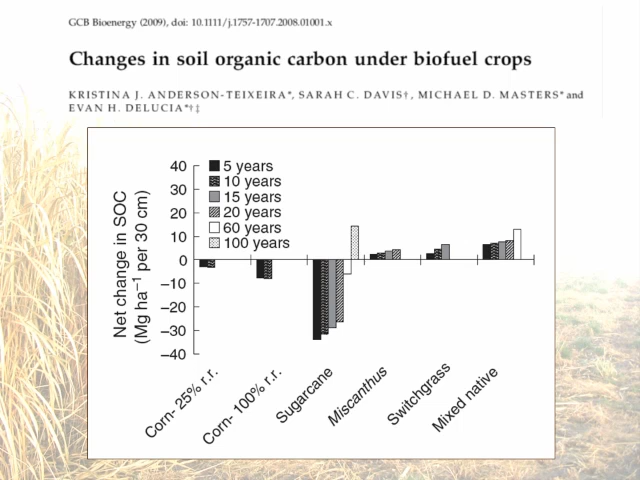 GCB Bioenergy (2009), doi: 10.1111/j.1757-1707.2008.01001.x
Changes in soil organic carbon under biofuel crops
KRISTINA J. ANDERSON-TEIXEIRA*, SARAH C. DAVIS†, MICHAEL D. MASTERS* and
EVAN H. DELUCIA*†‡
40
30
20
10
0
−10
−20
−30
−40
Net change in SOC
(Mg ha−1 per 30 cm)
5 years
10 years
15 years
20 years
60 years
100 years
Corn- 25% r.r.
Corn- 100% r.r.
Sugarcane
Miscanthus
Switchgrass
Mixed native